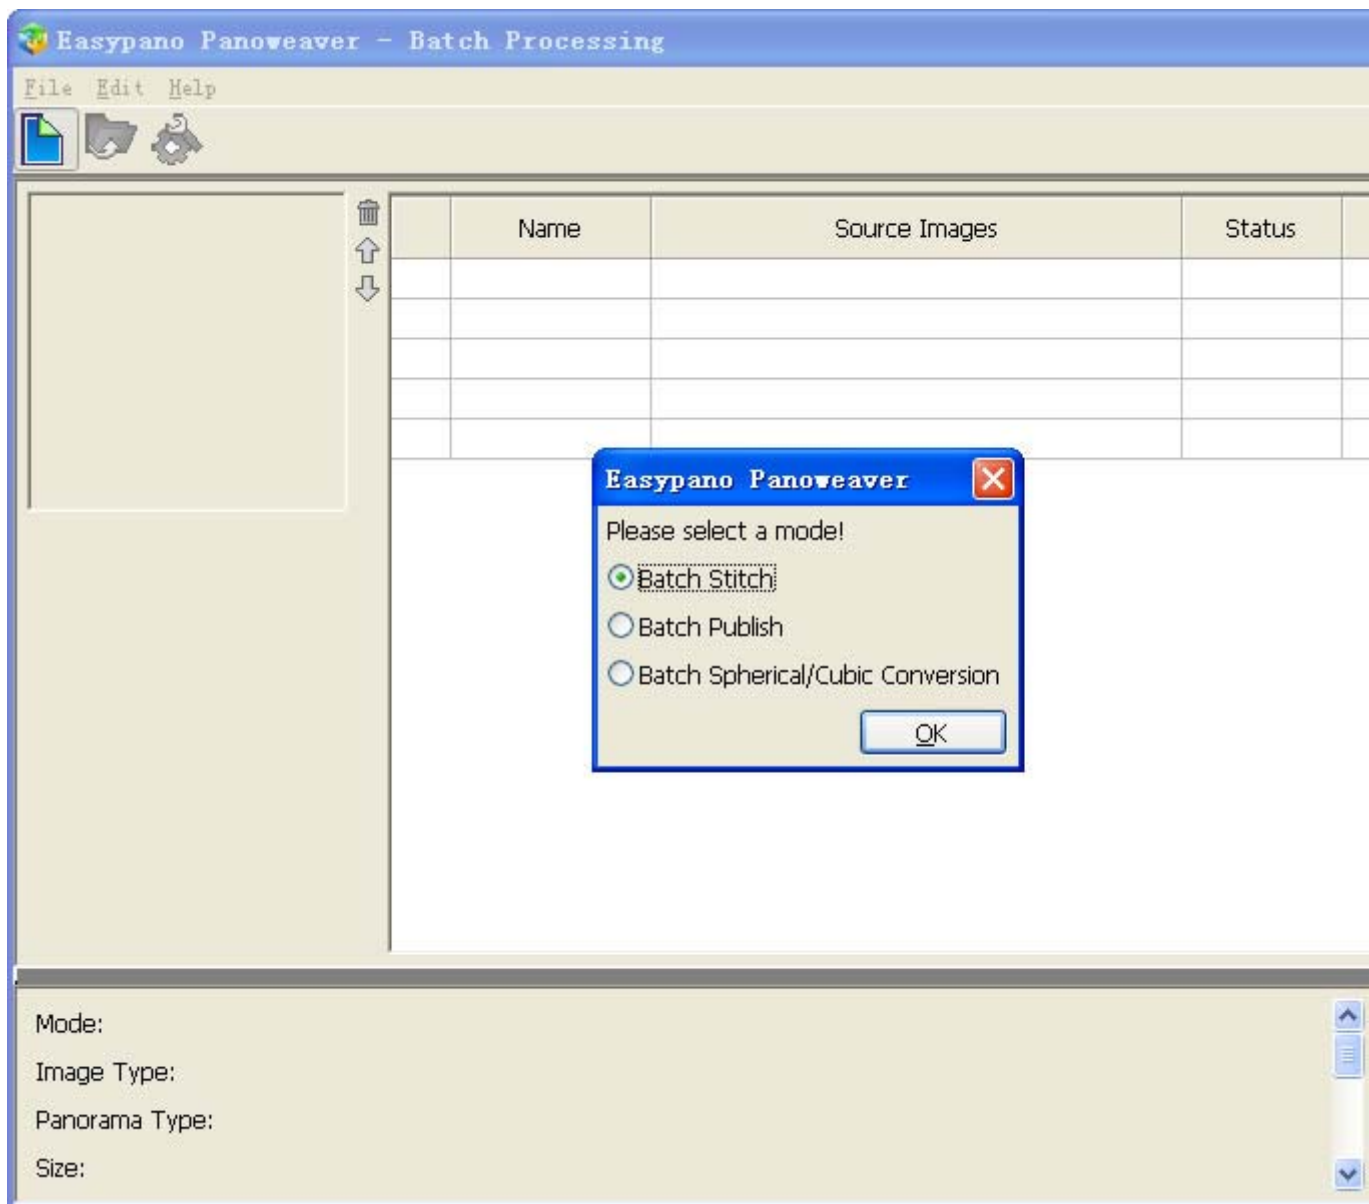 Easypano Panoweaver - Batch Processing
File Edit Help
Name Source Images Status
Easypano Panoweaver
Please select a mode!
Batch Stitch
Batch Publish
Batch Spherical/Cubic Conversion
OK
Mode:
Image Type:
Panorama Type:
Size: